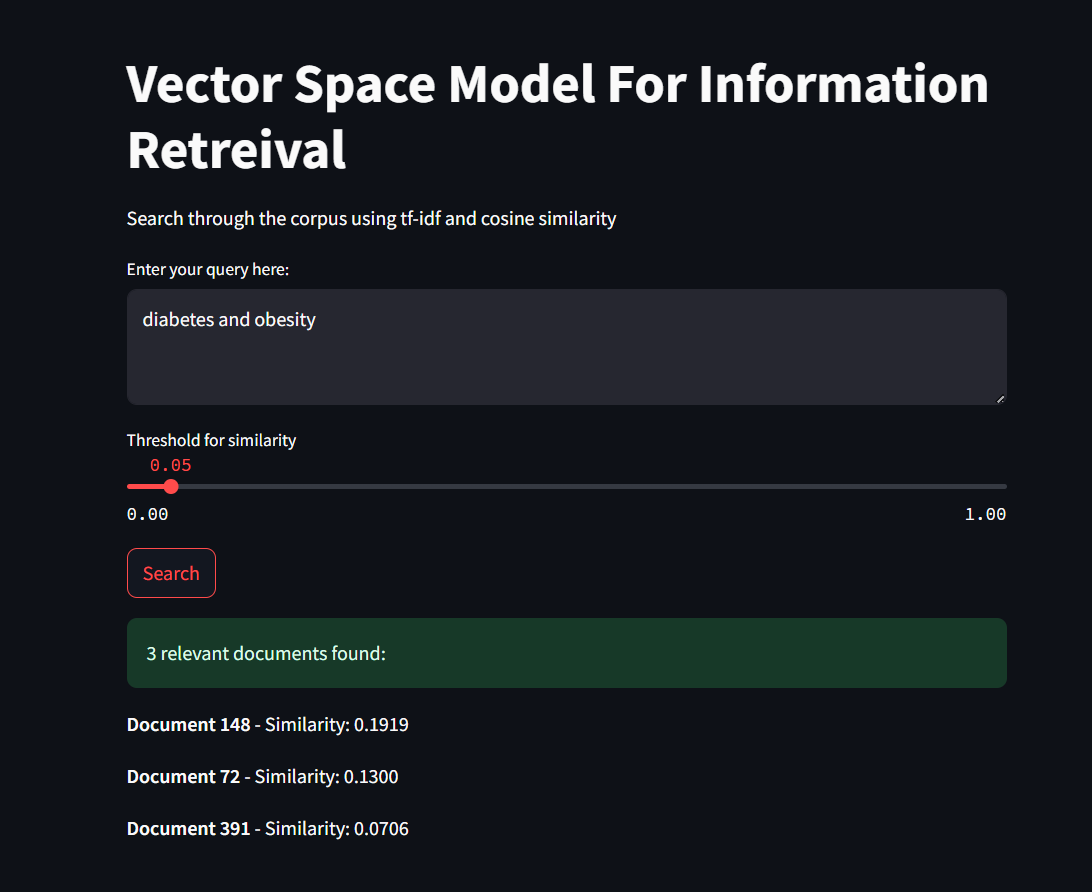 Vector Space Model For Information
Retreival
Search through the corpus using tf-idf and cosine similarity
Enter your query here:
diabetes and obesity
Threshold for similarity
0.05
0.00 1.00
Search
3 relevant documents found:
Document 148 - Similarity: 0.1919
Document 72 - Similarity: 0.1300
Document 391 - Similarity: 0.0706